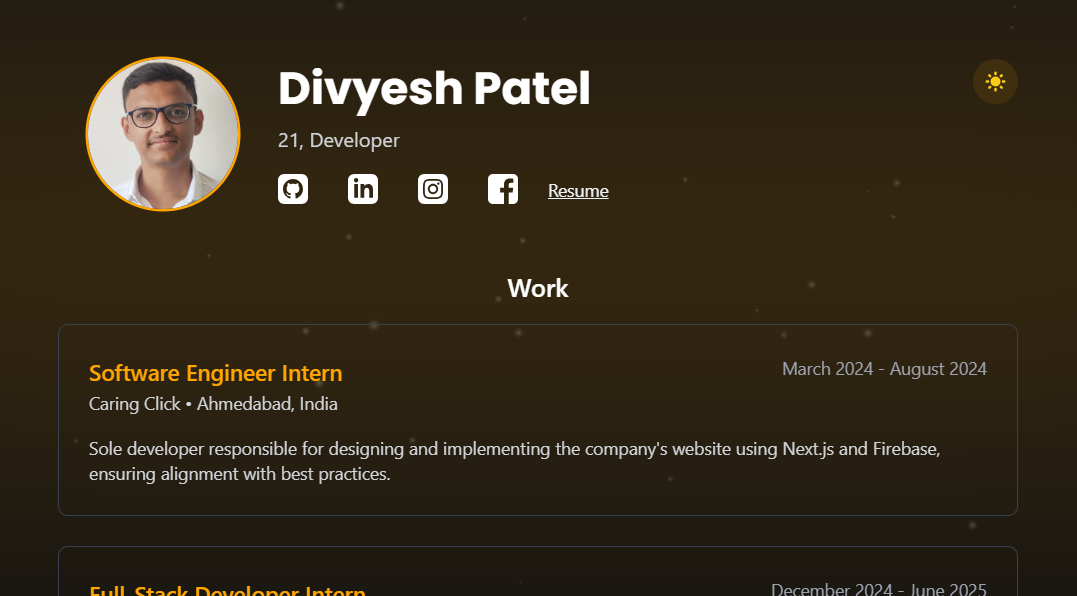 Divyesh Patel
21, Developer
Resume
Work
Software Engineer Intern
March 2024 - August 2024
Caring Click • Ahmedabad, India
Sole developer responsible for designing and implementing the company's website using Next.js and Firebase,
ensuring alignment with best practices.
Full-Stack Developer Intern
December 2024 - June 2025